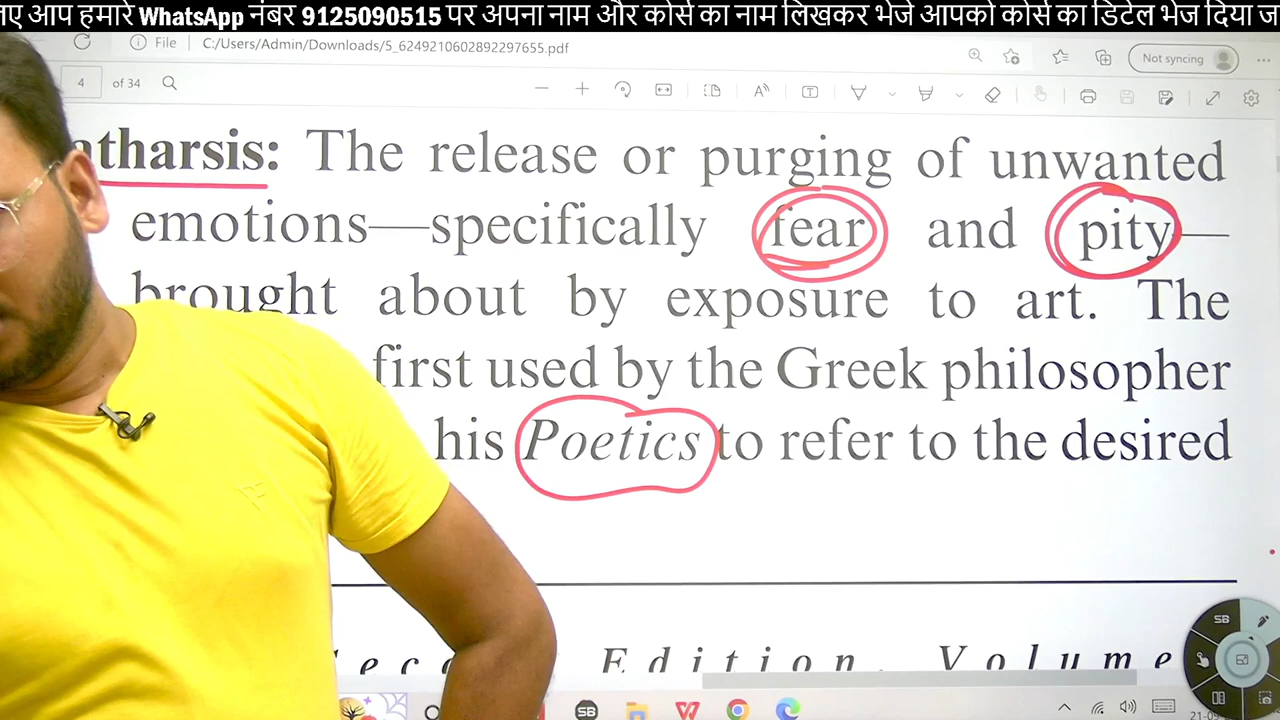 लिए आप हमारे WhatsApp नंबर 9125090515 पर अपना नाम और कोर्स का नाम लिखकर भेजे आपको कोर्स का डिटेल भेज दिया ज
File C:/Users/Admin/Downloads/5_6249210602892297655.pdf Not syncing
4 of 34
atharsis: The release or purging of unwanted
emotions—specifically fear and pity—
brought about by exposure to art. The
first used by the Greek philosopher
his Poetics to refer to the desired
Edition, Volume
SB
SB